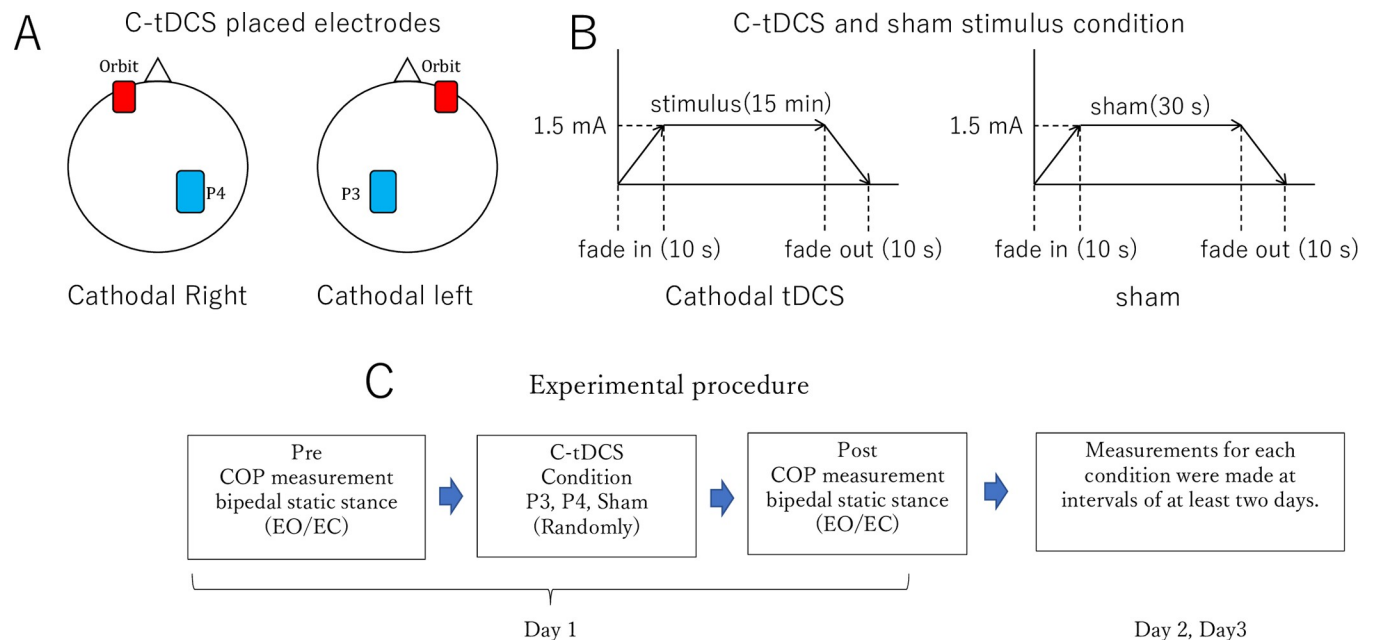 A
C-tDCS placed electrodes
Orbit
P4
Cathodal Right
Orbit
P3
Cathodal left
B
C-tDCS and sham stimulus condition
1.5 mA
stimulus(15 min)
fade in (10 s)
fade out (10 s)
Cathodal tDCS
1.5 mA
sham(30 s)
fade in (10 s)
fade out (10 s)
sham
C
Experimental procedure
Pre
COP measurement
bipedal static stance
(EO/EC)
C-tDCS
Condition
P3, P4, Sham
(Randomly)
Post
COP measurement
bipedal static stance
(EO/EC)
Measurements for each
condition were made at
intervals of at least two days.
Day 1
Day 2, Day3